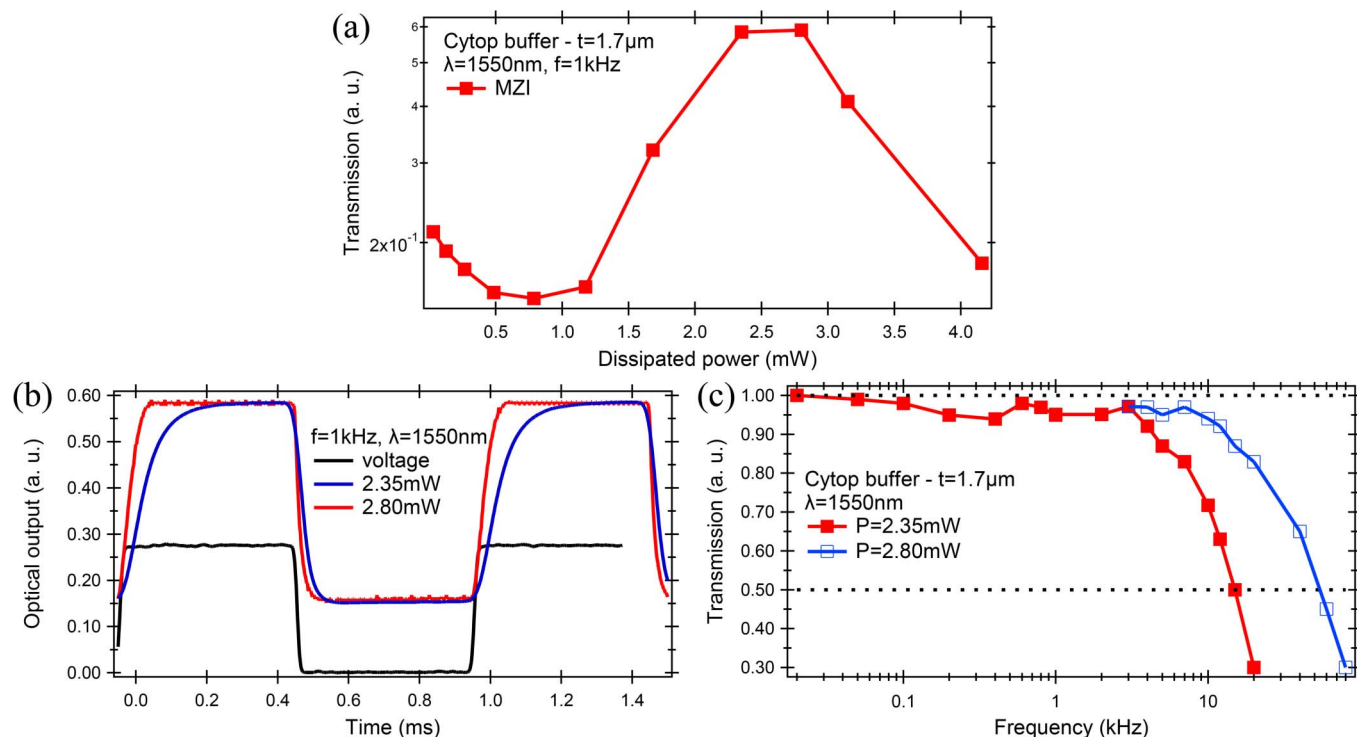 (a)
Cytop buffer - t=1.7μm
λ=1550nm, f=1kHz
MZI
Transmission (a. u.)
6
5
4
3
2x10⁻¹
0.5 1.0 1.5 2.0 2.5 3.0 3.5 4.0
Dissipated power (mW)
(b)
Optical output (a. u.)
0.60
0.50
0.40
0.30
0.20
0.10
0.00
f=1kHz, λ=1550nm
voltage
2.35mW
2.80mW
0.0 0.2 0.4 0.6 0.8 1.0 1.2 1.4
Time (ms)
(c)
Transmission (a. u.)
1.00
0.90
0.80
0.70
0.60
0.50
0.40
0.30
Cytop buffer - t=1.7μm
λ=1550nm
P=2.35mW
P=2.80mW
0.1 1 10
Frequency (kHz)